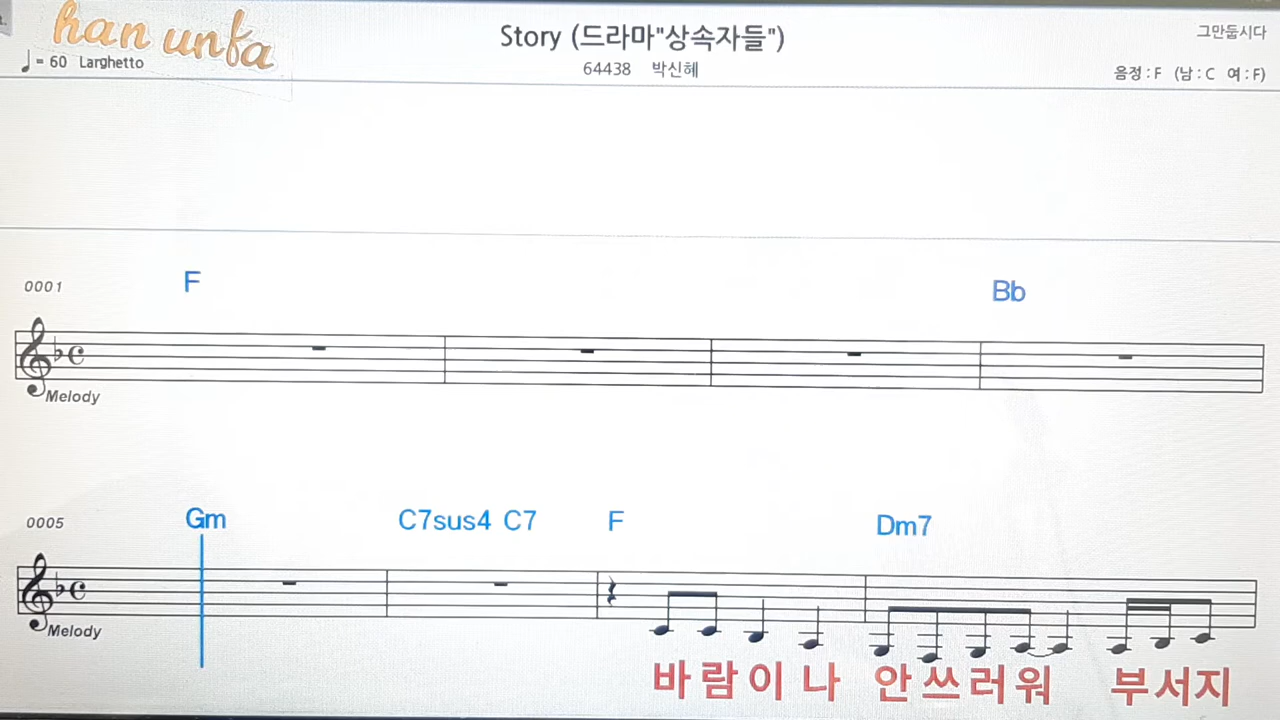 han unfa
Story (드라마"상속자들")
그만둡시다
♩= 60 Larghetto
64438 박신혜
음정 : F (남 : C 여 : F)
0001 F Bb
Melody
0005 Gm C7sus4 C7 F Dm7
Melody
바람이나 안쓰러워 부서지